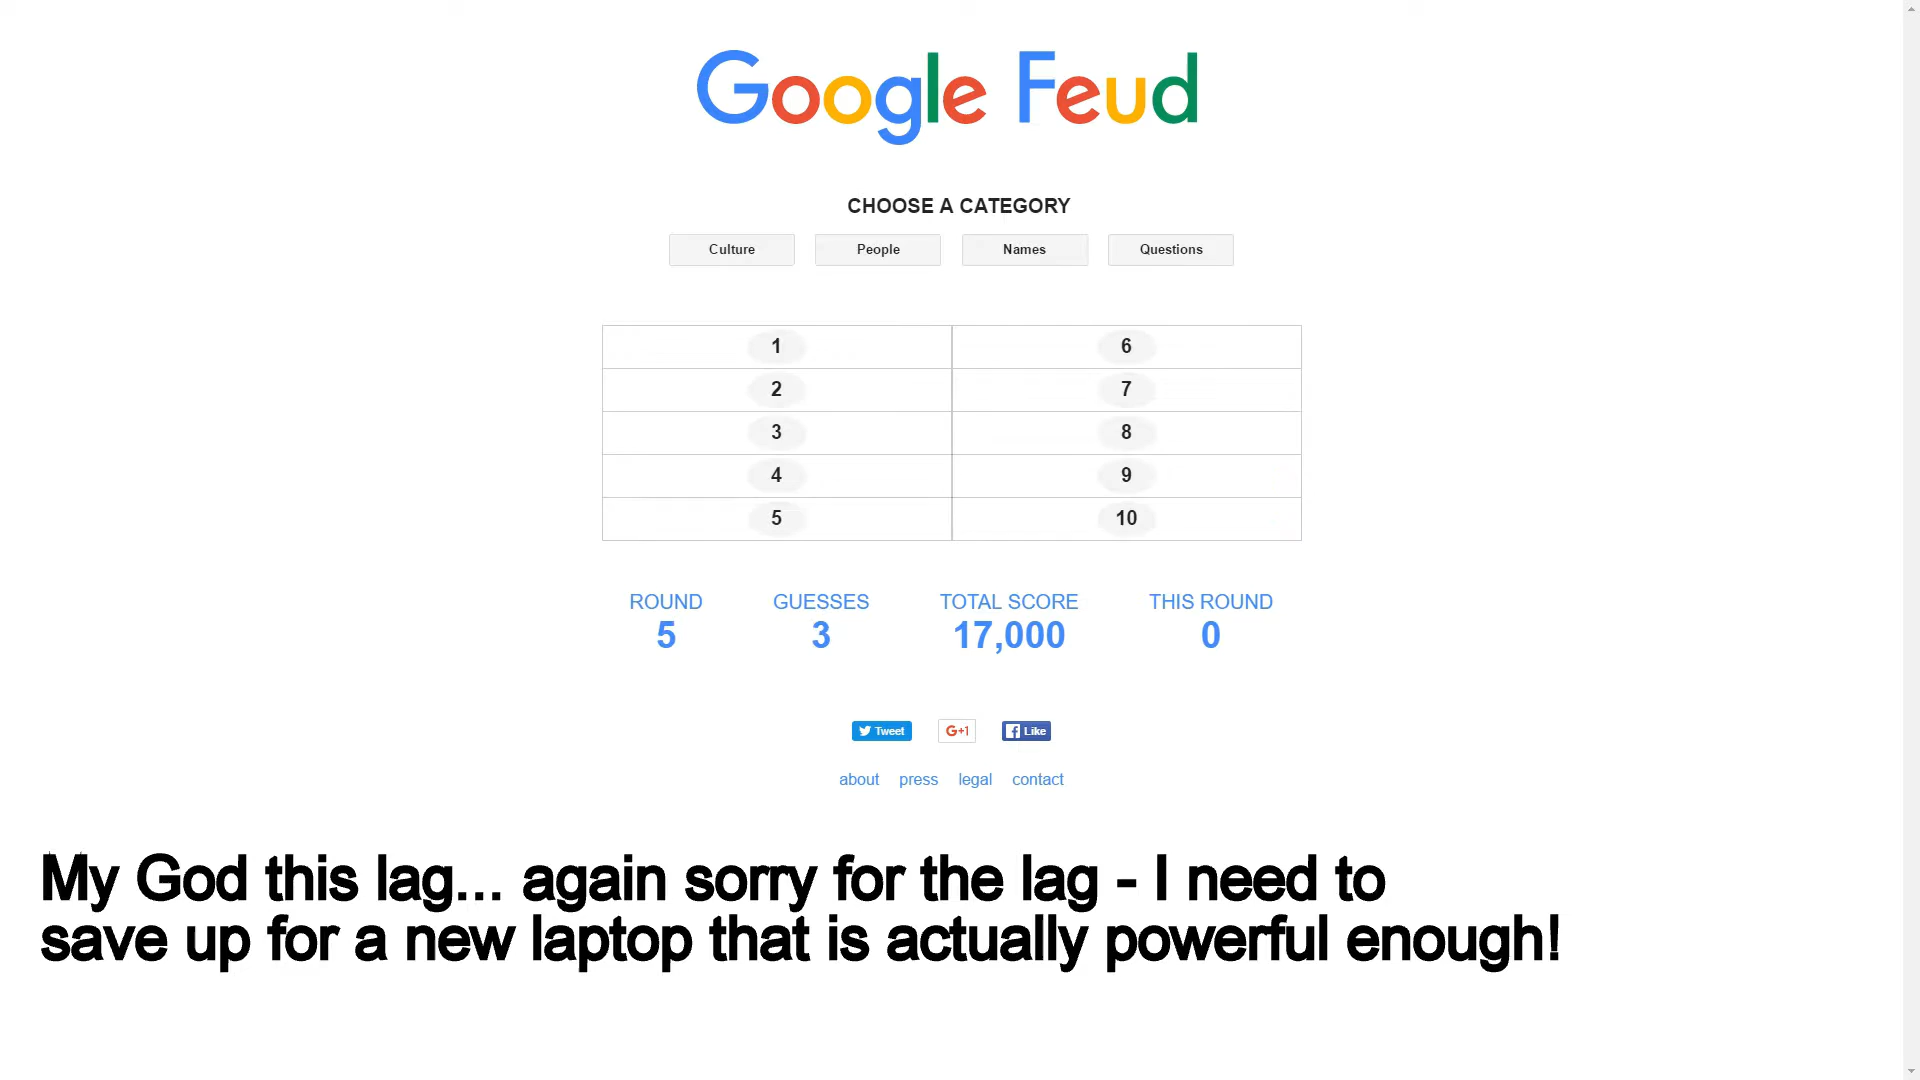 Google Feud
CHOOSE A CATEGORY
Culture People Names Questions
1 6
2 7
3 8
4 9
5 10
ROUND GUESSES TOTAL SCORE THIS ROUND
5 3 17,000 0
Tweet G+1 Like
about press legal contact
My God this lag... again sorry for the lag - I need to
save up for a new laptop that is actually powerful enough!